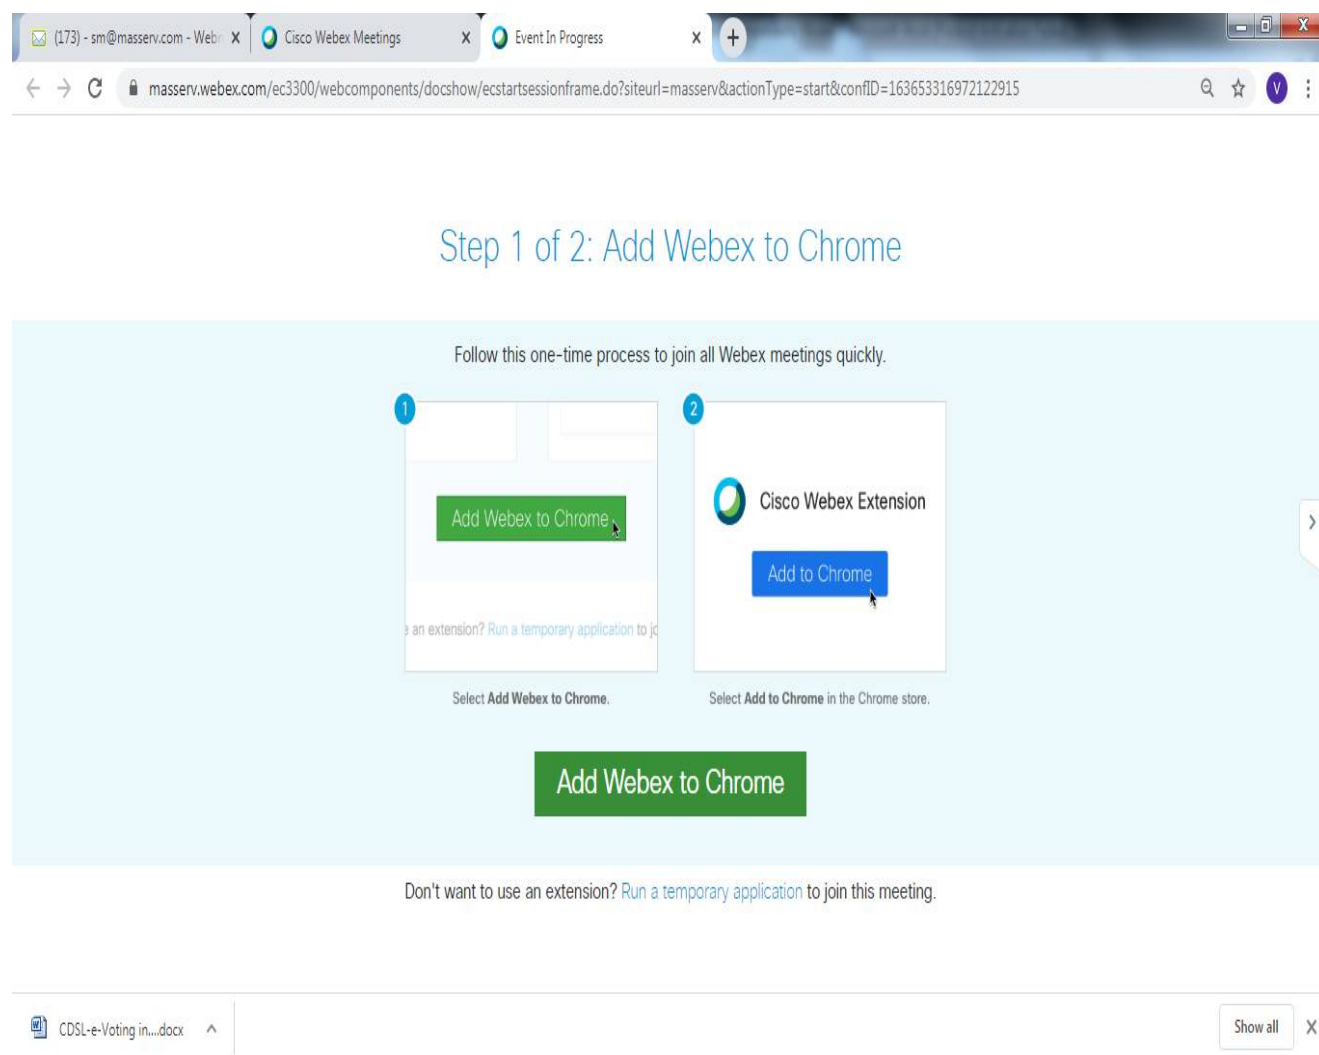 (173) - sm@masserv.com - Web
Cisco Webex Meetings
Event In Progress
masserv.webex.com/ec3300/webcomponents/docshow/ecstartsessionframe.do?siteurl=masserv&actionType=start&confID=163653316972122915
V
Step 1 of 2: Add Webex to Chrome
Follow this one-time process to join all Webex meetings quickly.
1
Add Webex to Chrome
an extension? Run a temporary application to jo
Select Add Webex to Chrome.
2
Cisco Webex Extension
Add to Chrome
Select Add to Chrome in the Chrome store.
Add Webex to Chrome
Don't want to use an extension? Run a temporary application to join this meeting.
CDSL-e-Voting in....docx
Show all